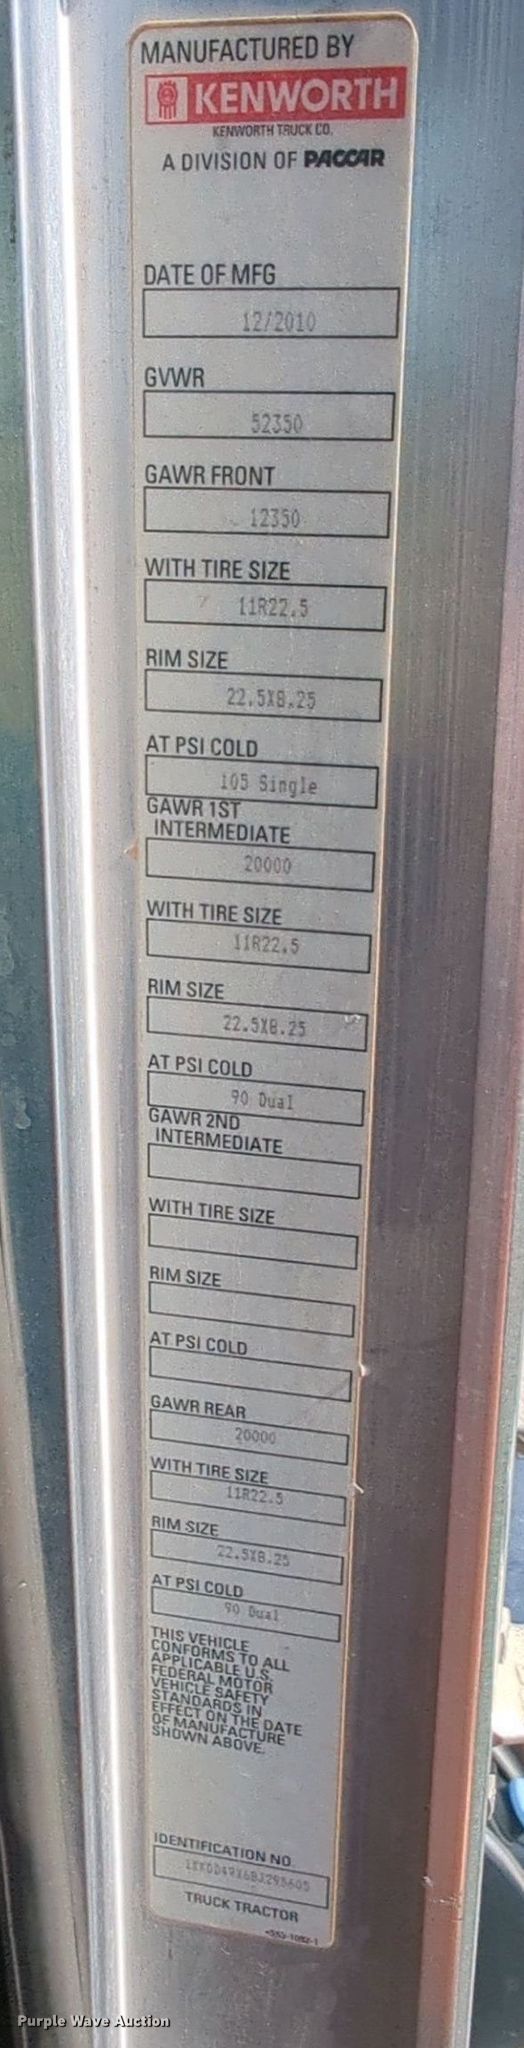 MANUFACTURED BY
KENWORTH
KENWORTH TRUCK CO.
A DIVISION OF PACCAR
DATE OF MFG
12/2010
GVWR
52350
GAWR FRONT
12350
WITH TIRE SIZE
11R22.5
RIM SIZE
22.5X8.25
AT PSI COLD
105 Single
GAWR 1ST
INTERMEDIATE
20000
WITH TIRE SIZE
11R22.5
RIM SIZE
22.5X8.25
AT PSI COLD
90 Dual
GAWR 2ND
INTERMEDIATE
WITH TIRE SIZE
RIM SIZE
AT PSI COLD
GAWR REAR
20000
WITH TIRE SIZE
11R22.5
RIM SIZE
22.5X8.25
AT PSI COLD
90 Dual
THIS VEHICLE
CONFORMS TO ALL
APPLICABLE U.S.
FEDERAL MOTOR
VEHICLE SAFETY
STANDARDS IN
EFFECT ON THE DATE
OF MANUFACTURE
SHOWN ABOVE.
IDENTIFICATION NO
TRUCK TRACTOR
Purple Wave Auction